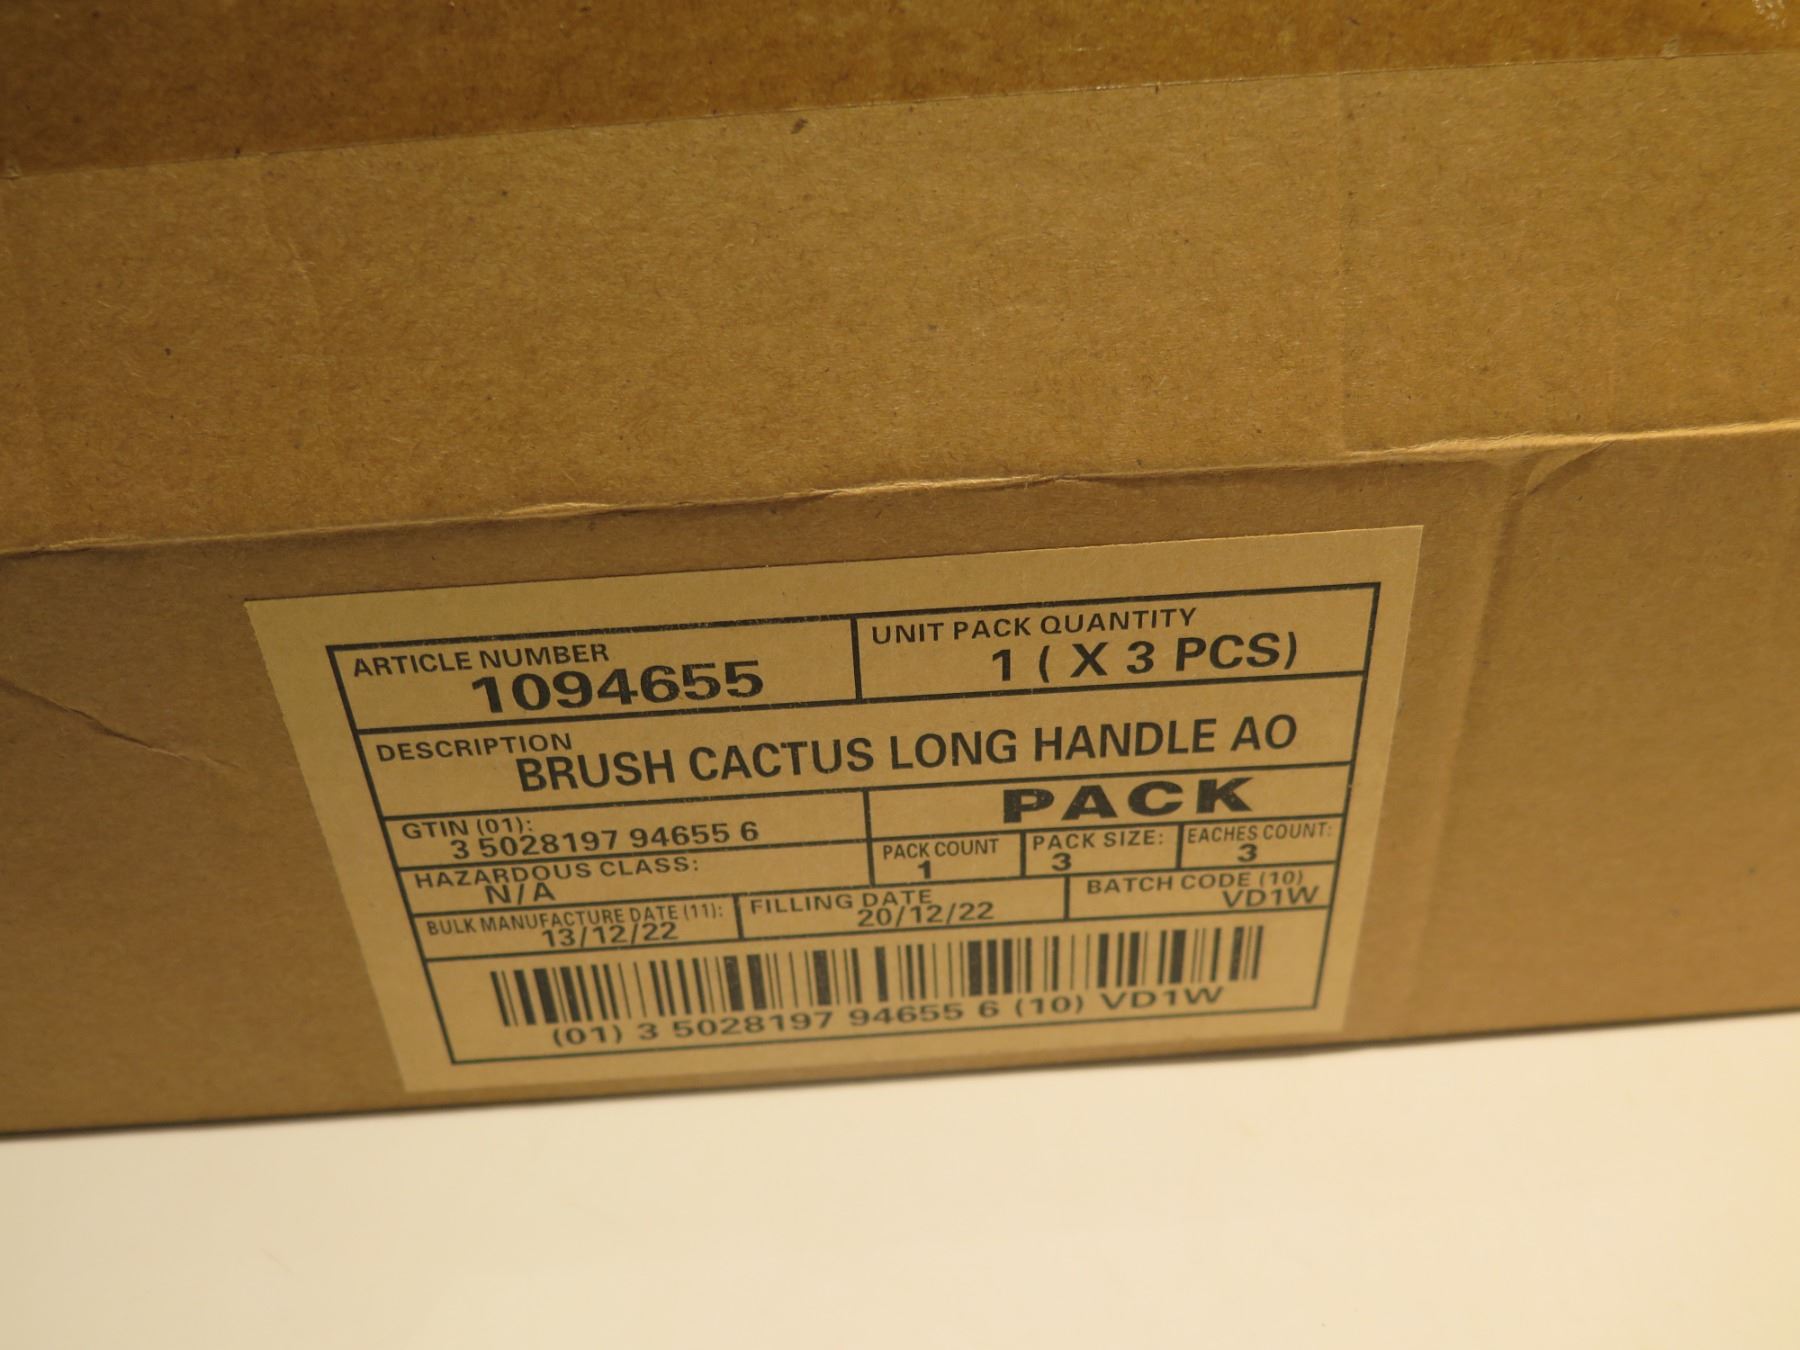 ARTICLE NUMBER
1094655
UNIT PACK QUANTITY
1 ( X 3 PCS)
DESCRIPTION
BRUSH CACTUS LONG HANDLE AO
GTIN (01):
3 5028197 94655 6
PACK
HAZARDOUS CLASS:
N/A
PACK COUNT
1
PACK SIZE:
3
EACHES COUNT:
3
BULK MANUFACTURE DATE (11):
13/12/22
FILLING DATE
20/12/22
BATCH CODE (10)
VD1W
(01) 3 5028197 94655 6 (10) VD1W